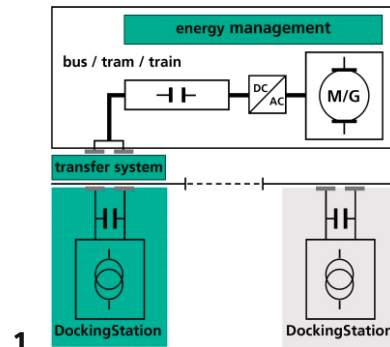 energy management
bus / tram / train
DC
AC
M/G
transfer system
DockingStation
DockingStation
1